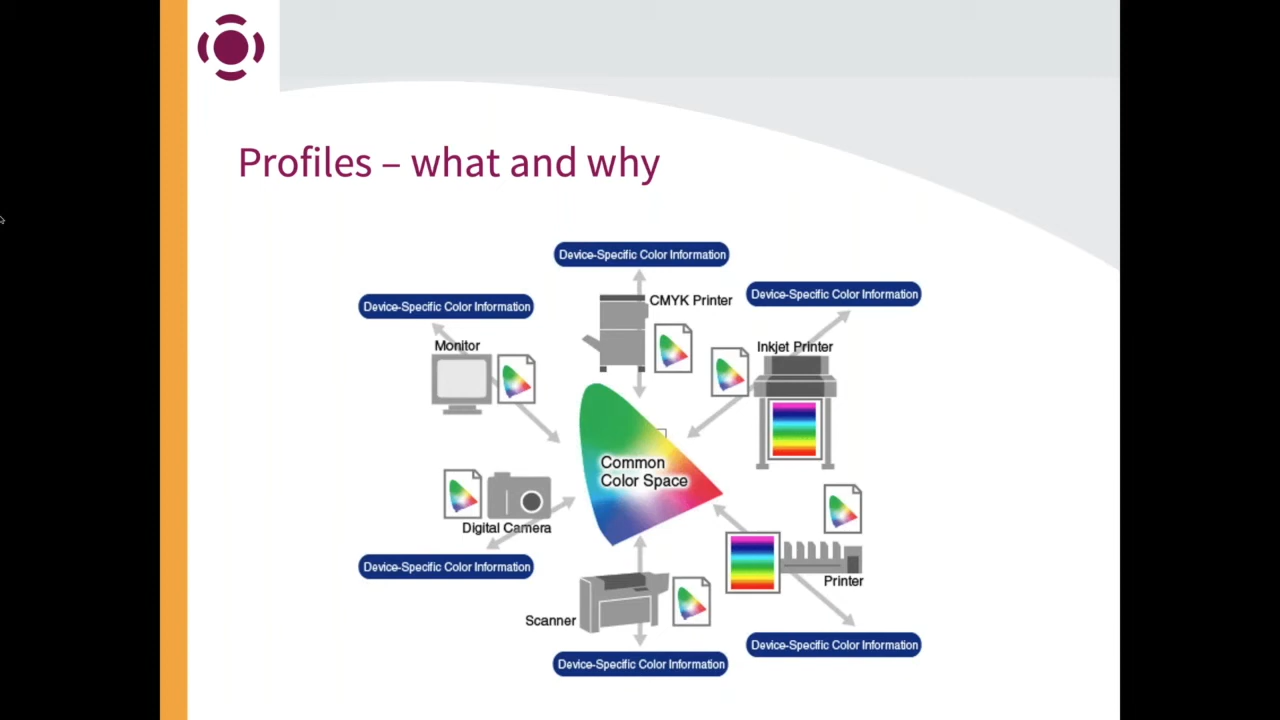 Profiles – what and why
Device-Specific Color Information
CMYK Printer
Device-Specific Color Information
Device-Specific Color Information
Monitor
Inkjet Printer
Common
Color Space
Digital Camera
Device-Specific Color Information
Printer
Scanner
Device-Specific Color Information
Device-Specific Color Information